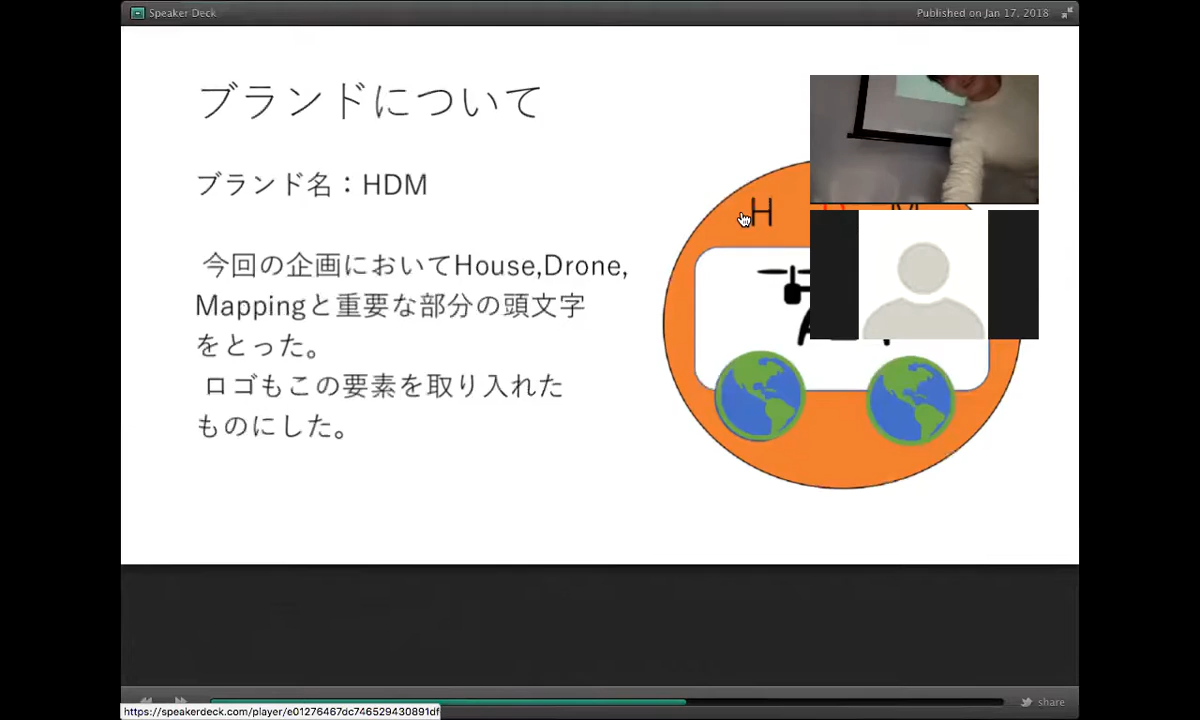 Speaker Deck
Published on Jan 17, 2018
ブランドについて
ブランド名：HDM
今回の企画においてHouse,Drone,
Mappingと重要な部分の頭文字
をとった。
ロゴもこの要素を取り入れた
ものにした。
H
share
https://speakerdeck.com/player/e01276467dc746529430891df